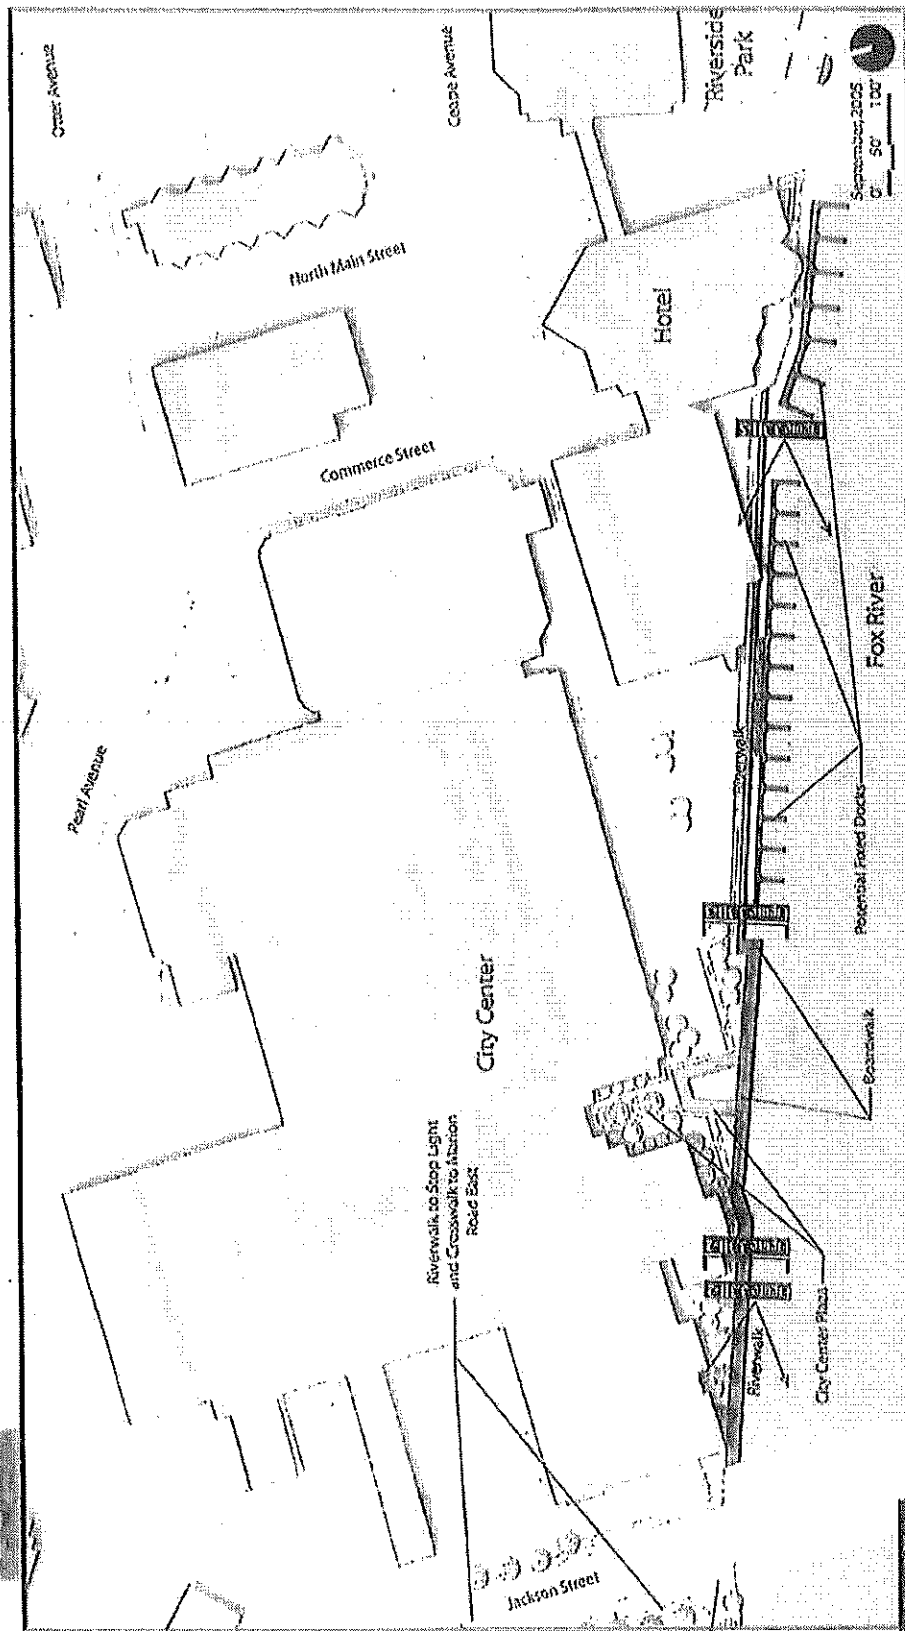 Otter Avenue
Ceape Avenue
Riverside
Park
September, 2005
0' 50' 100'
North Main Street
Hotel
Commerce Street
Fox River
Pearl Avenue
Riverwalk
Potential Fixed Docks
City Center
Boardwalk
Riverwalk to Stop Light
and Crosswalk to Marion
Road East
Riverwalk
City Center Plaza
Jackson Street